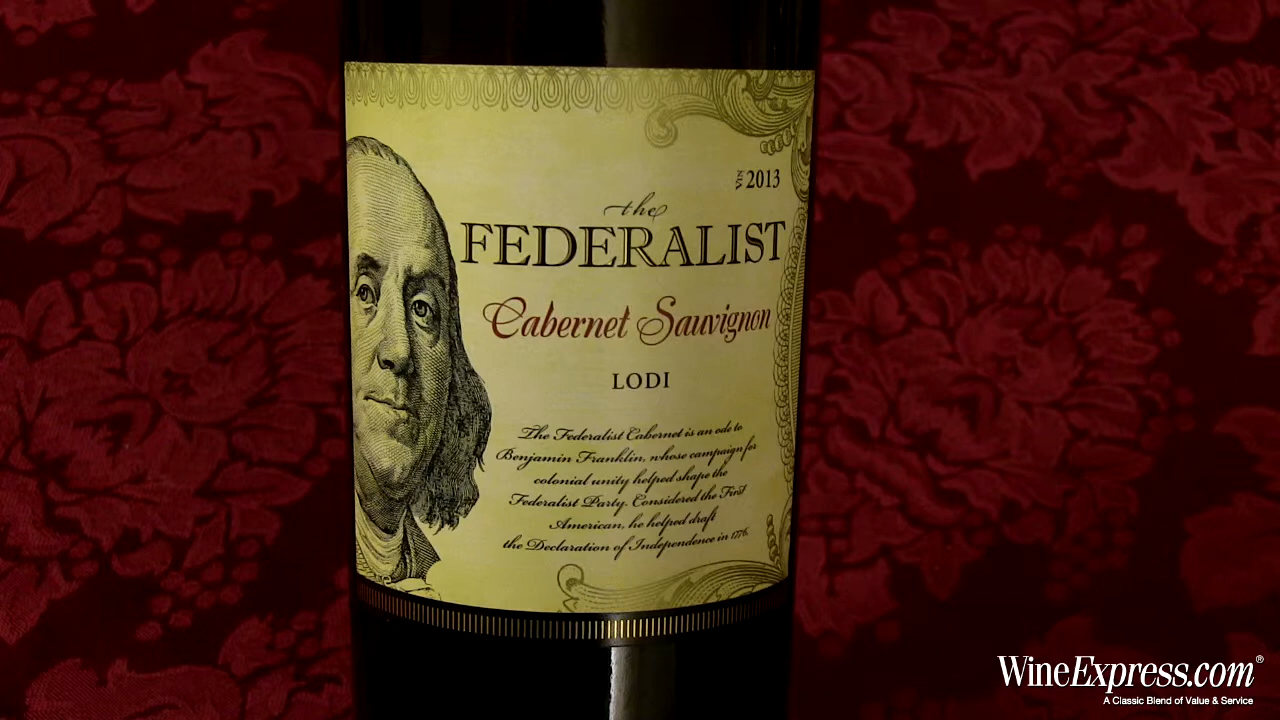 VIN 2013
the
FEDERALIST
Cabernet Sauvignon
LODI
The Federalist Cabernet is an ode to
Benjamin Franklin, whose campaign for
colonial unity helped shape the
Federalist Party. Considered the First
American, he helped draft
the Declaration of Independence in 1776.
WineExpress.com®
A Classic Blend of Value & Service